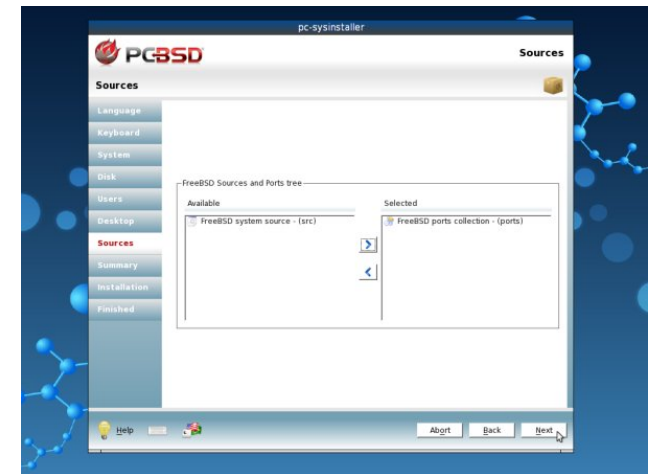 pc-sysinstaller
PCBSD
Sources
Sources
Language
Keyboard
System
Disk
Users
Desktop
Sources
Summary
Installation
Finished
FreeBSD Sources and Ports tree
Available
Selected
FreeBSD system source - (src)
FreeBSD ports collection - (ports)
Help
Abort
Back
Next